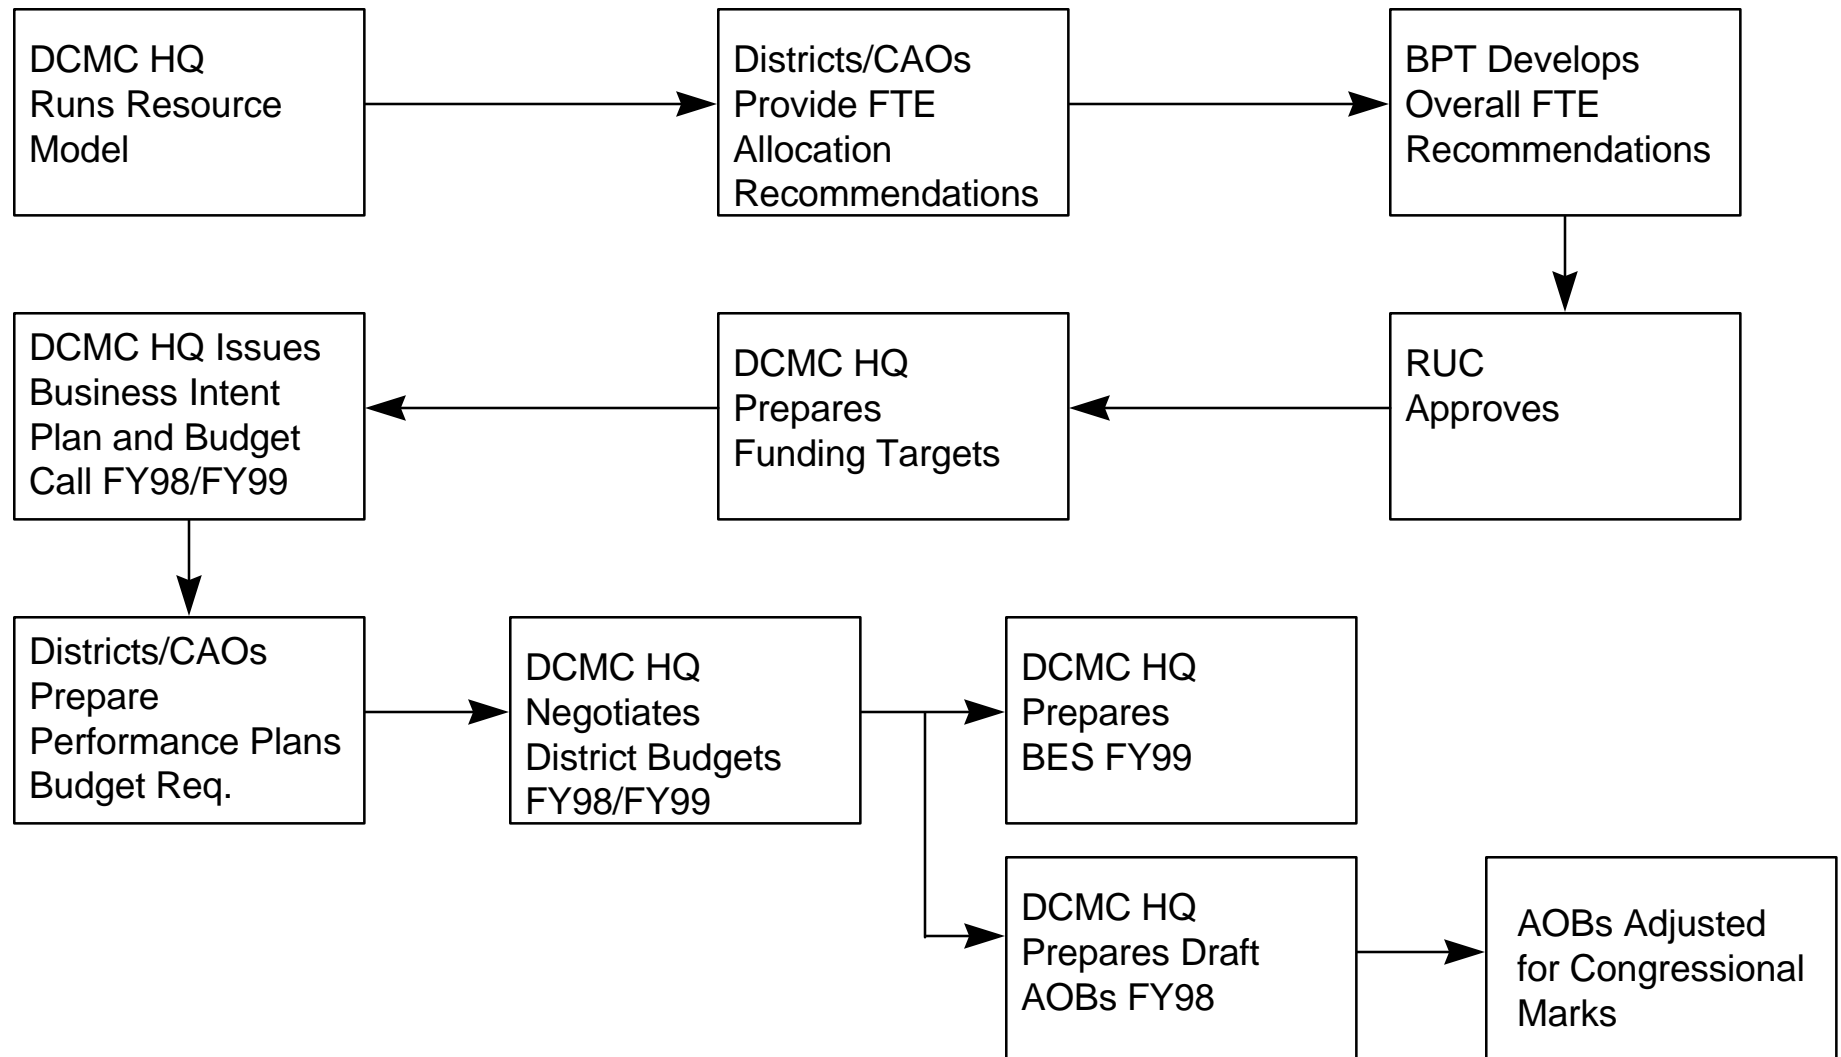 DCMC HQ
Runs Resource
Model
Districts/CAOs
Provide FTE
Allocation
Recommendations
BPT Develops
Overall FTE
Recommendations
RUC
Approves
DCMC HQ
Prepares
Funding Targets
DCMC HQ Issues
Business Intent
Plan and Budget
Call FY98/FY99
Districts/CAOs
Prepare
Performance Plans
Budget Req.
DCMC HQ
Negotiates
District Budgets
FY98/FY99
DCMC HQ
Prepares
BES FY99
DCMC HQ
Prepares Draft
AOBs FY98
AOBs Adjusted
for Congressional
Marks